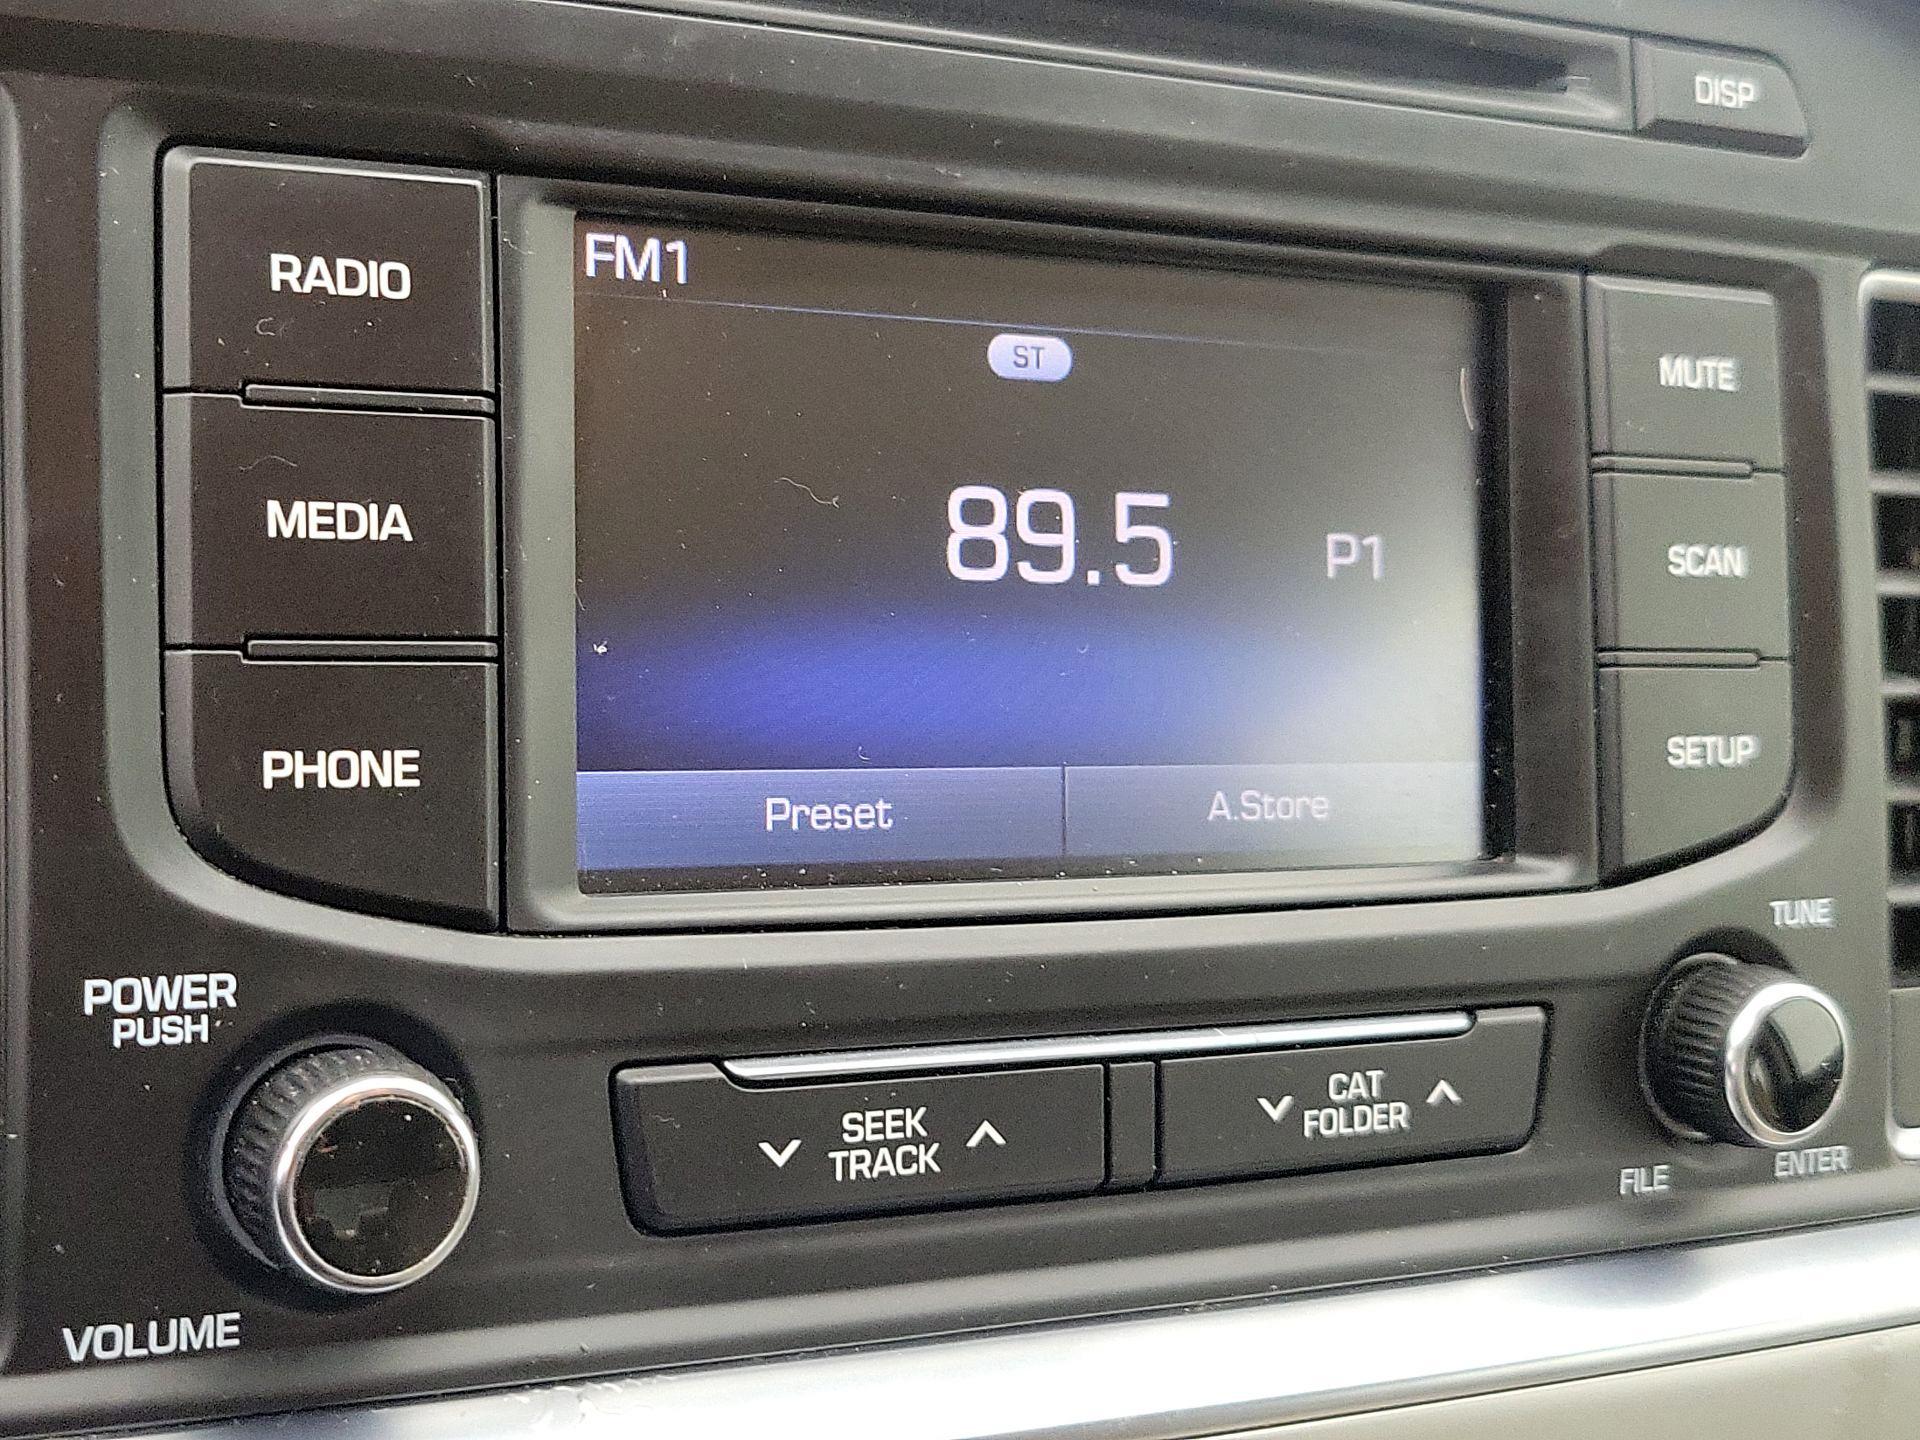 DISP
RADIO
MEDIA
PHONE
FM1
ST
89.5
P1
Preset
A.Store
MUTE
SCAN
SETUP
POWER
PUSH
VOLUME
SEEK
TRACK
CAT
FOLDER
TUNE
FILE
ENTER